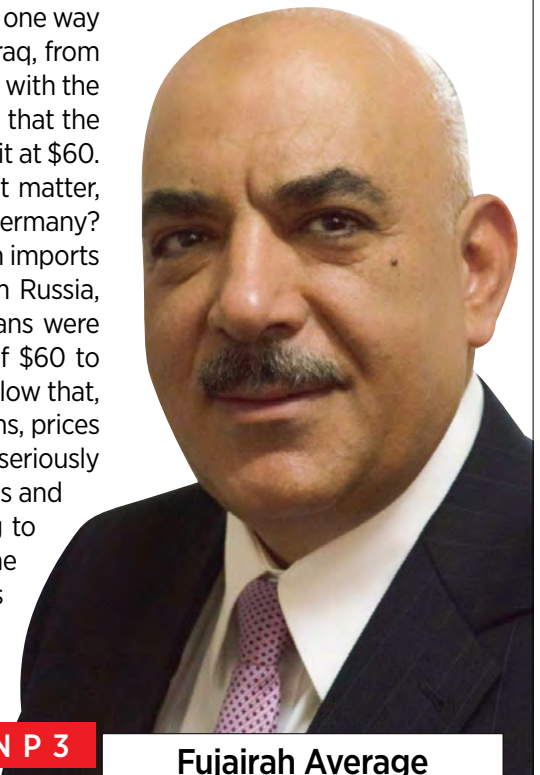 one way
raq, from
with the
that the
it at $60.
t matter,
ermany?
n imports
n Russia,
ans were
f $60 to
low that,
ns, prices
seriously
s and
g to
ne
s
N P 3
Fujairah Average